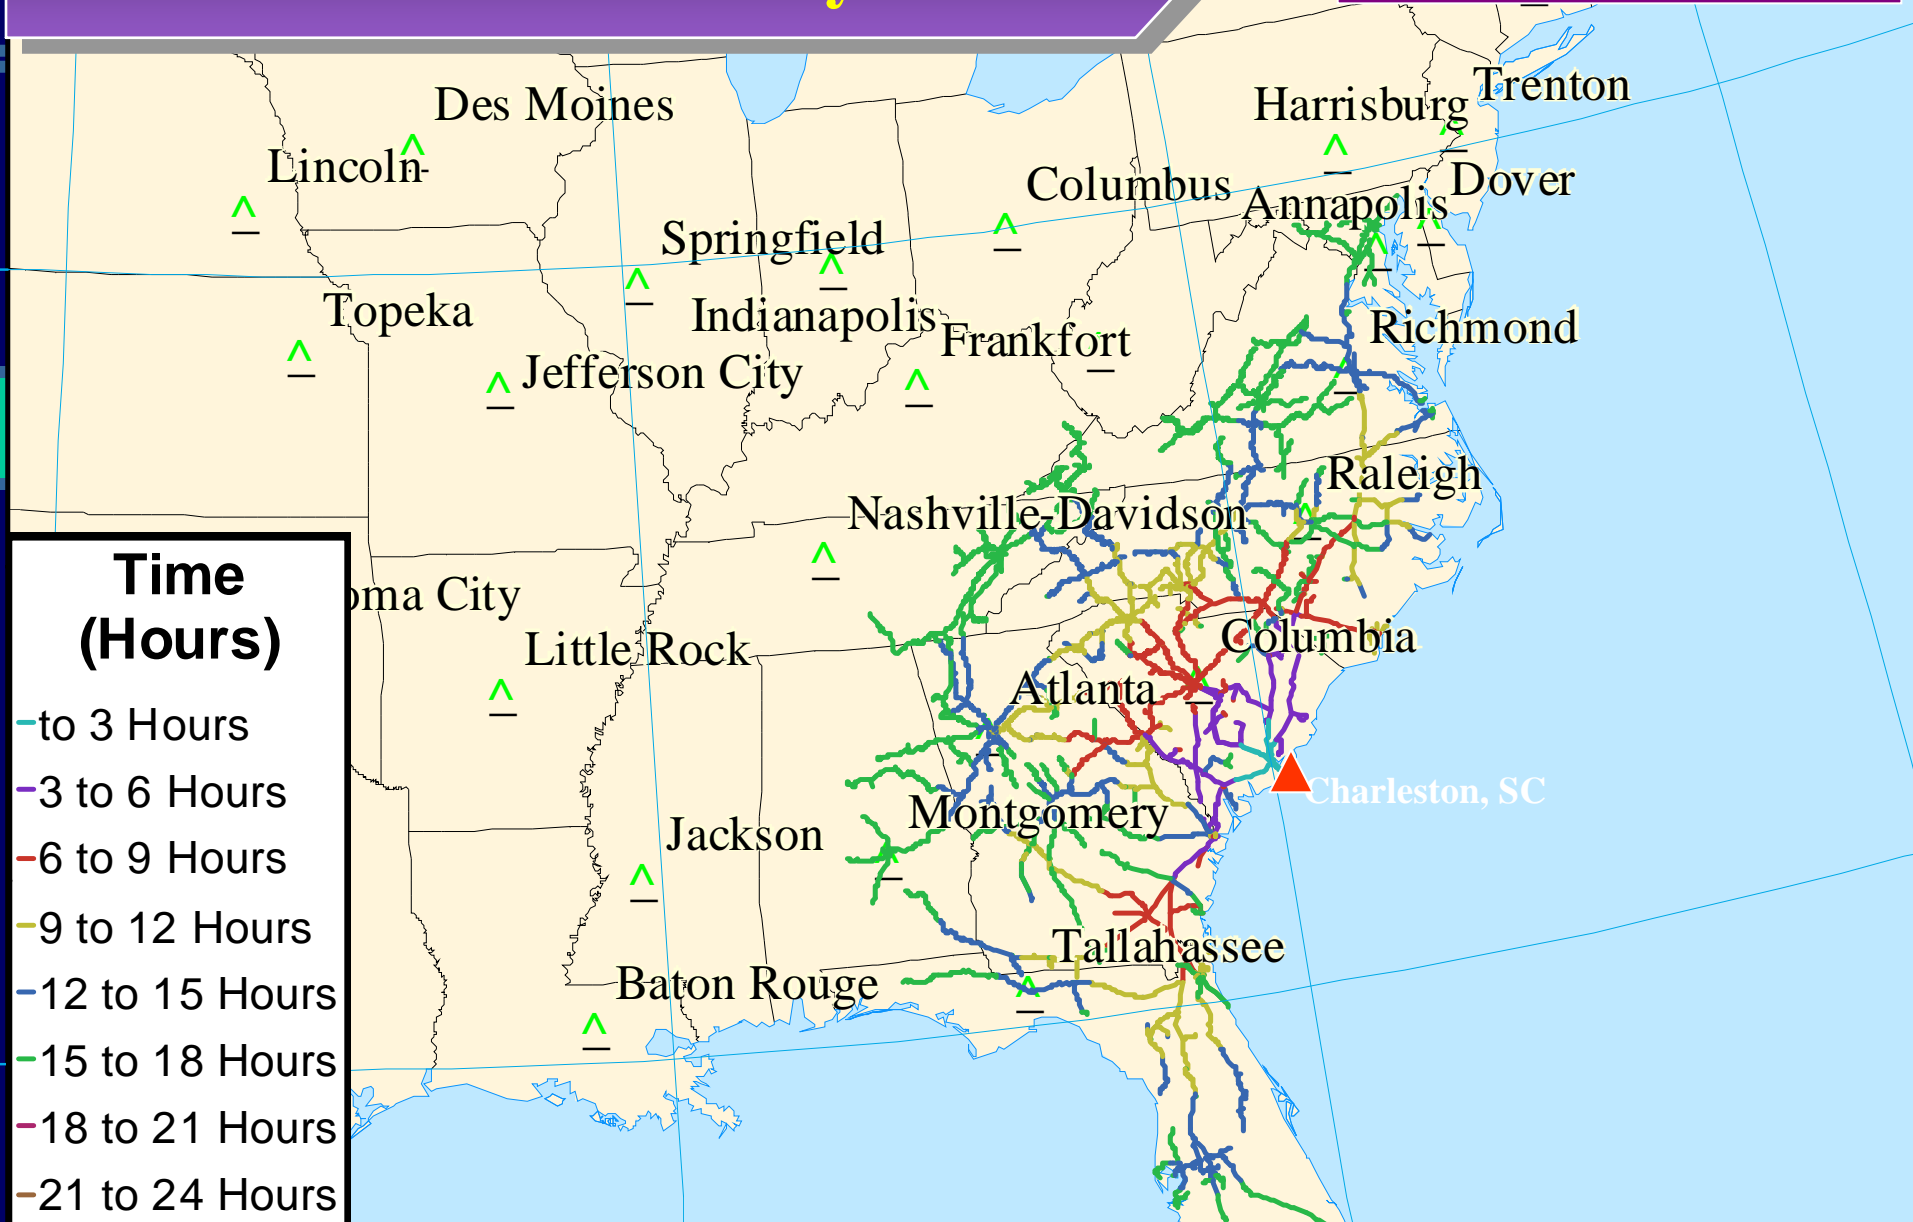 Trenton
Des Moines
Harrisburg
Lincoln
Dover
Columbus
Annapolis
Springfield
Topeka
Indianapolis
Richmond
Frankfort
Jefferson City
Raleigh
Nashville-Davidson
Time
(Hours)
oma City
Little Rock
Columbia
Atlanta
to 3 Hours
3 to 6 Hours
Charleston, SC
Montgomery
Jackson
6 to 9 Hours
9 to 12 Hours
Tallahassee
Baton Rouge
12 to 15 Hours
15 to 18 Hours
18 to 21 Hours
21 to 24 Hours